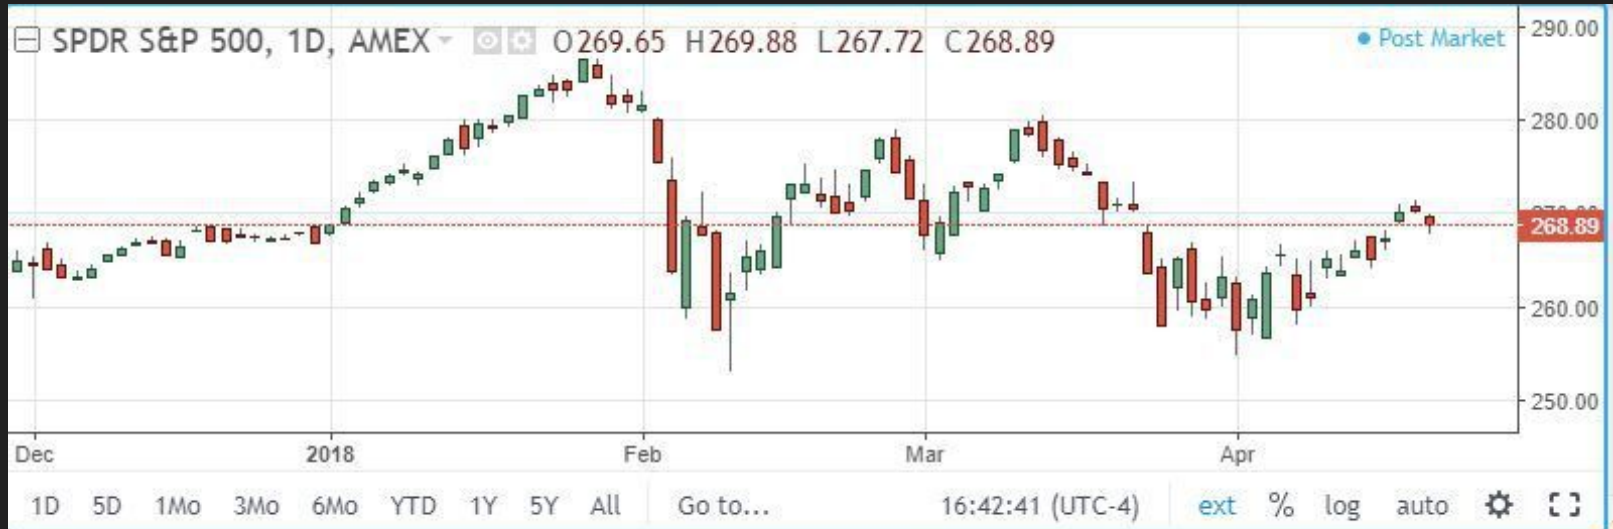 SPDR S&P 500, 1D, AMEX O269.65 H269.88 L267.72 C268.89
Post Market
290.00
280.00
268.89
260.00
250.00
Dec 2018 Feb Mar Apr
1D 5D 1Mo 3Mo 6Mo YTD 1Y 5Y All Go to... 16:42:41 (UTC-4) ext % log auto